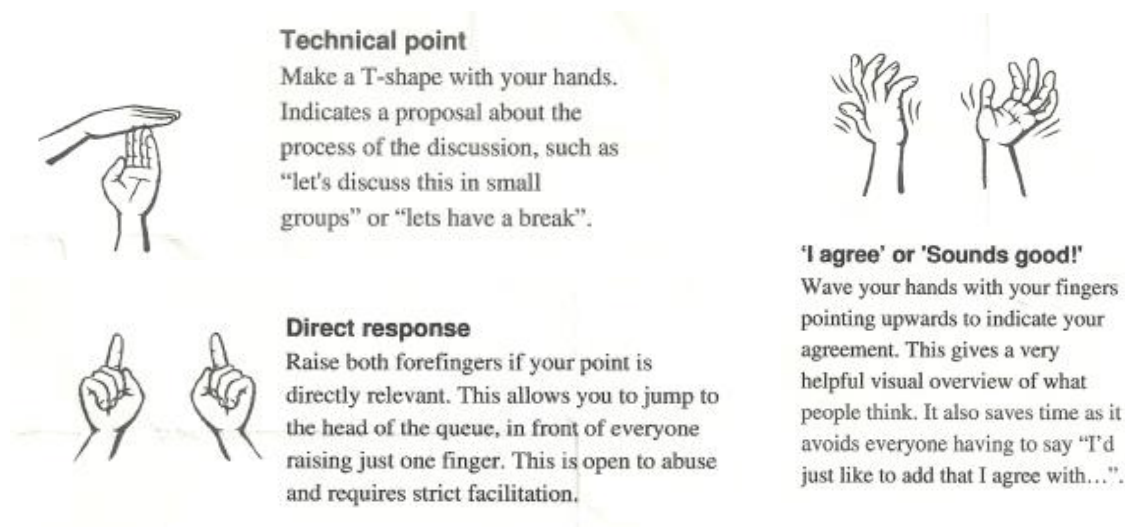 Technical point
Make a T-shape with your hands.
Indicates a proposal about the
process of the discussion, such as
“let's discuss this in small
groups” or “lets have a break”.
Direct response
Raise both forefingers if your point is
directly relevant. This allows you to jump to
the head of the queue, in front of everyone
raising just one finger. This is open to abuse
and requires strict facilitation.
‘I agree’ or 'Sounds good!'
Wave your hands with your fingers
pointing upwards to indicate your
agreement. This gives a very
helpful visual overview of what
people think. It also saves time as it
avoids everyone having to say “I’d
just like to add that I agree with…”.